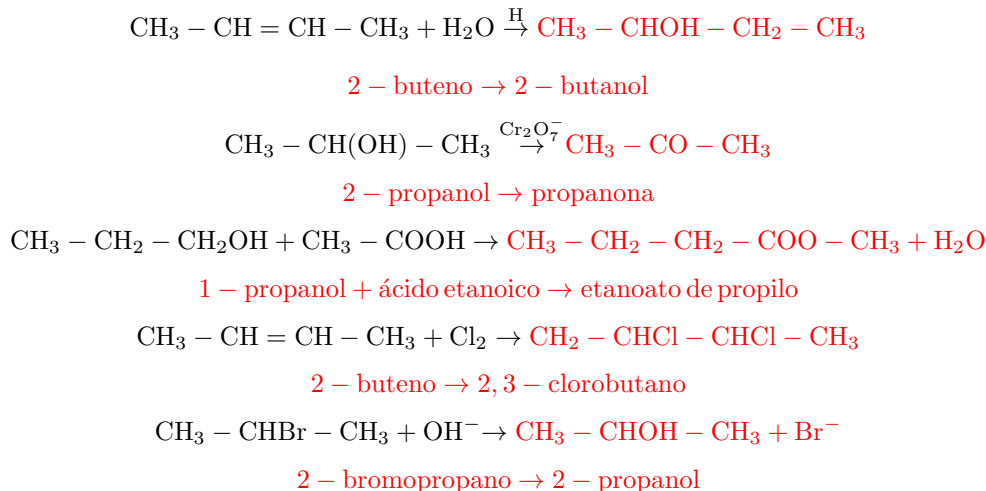 CH₃ − CH = CH − CH₃ + H₂O →^H CH₃ − CHOH − CH₂ − CH₃
2 − buteno → 2 − butanol
CH₃ − CH(OH) − CH₃ →^Cr₂O₇⁻ CH₃ − CO − CH₃
2 − propanol → propanona
CH₃ − CH₂ − CH₂OH + CH₃ − COOH → CH₃ − CH₂ − CH₂ − COO − CH₃ + H₂O
1 − propanol + ácido etanoico → etanoato de propilo
CH₃ − CH = CH − CH₃ + Cl₂ → CH₂ − CHCl − CHCl − CH₃
2 − buteno → 2, 3 − clorobutano
CH₃ − CHBr − CH₃ + OH⁻ → CH₃ − CHOH − CH₃ + Br⁻
2 − bromopropano → 2 − propanol